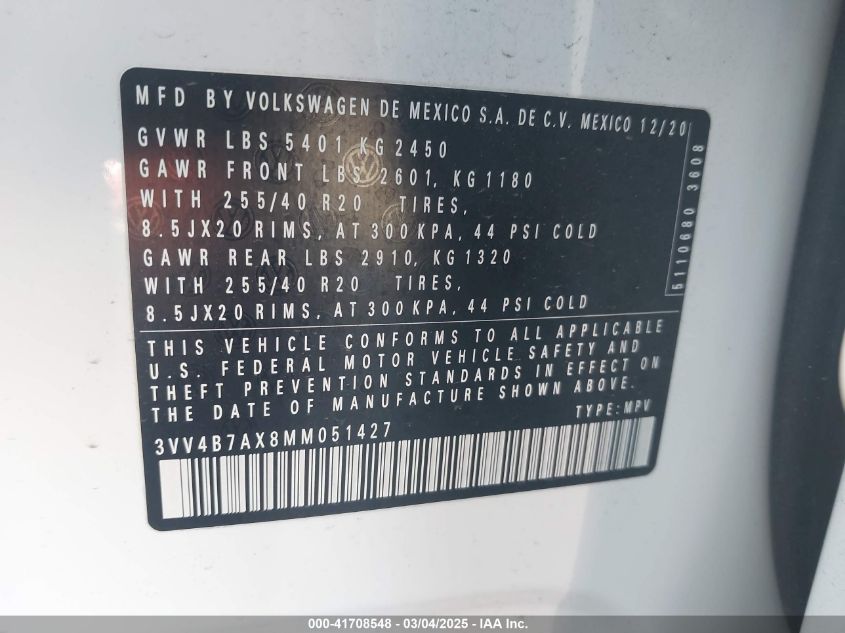 MFD BY VOLKSWAGEN DE MEXICO S.A. DE C.V. MEXICO 12/20
GVWR LBS 5401 KG 2450
GAWR FRONT LBS 2601, KG 1180
WITH 255/40 R20 TIRES,
8.5JX20 RIMS, AT 300 KPA, 44 PSI COLD
GAWR REAR LBS 2910, KG 1320
WITH 255/40 R20 TIRES,
8.5JX20 RIMS, AT 300 KPA, 44 PSI COLD
5110680 3608
THIS VEHICLE CONFORMS TO ALL APPLICABLE
U.S. FEDERAL MOTOR VEHICLE SAFETY AND
THEFT PREVENTION STANDARDS IN EFFECT ON
THE DATE OF MANUFACTURE SHOWN ABOVE.
TYPE: MPV
3VV4B7AX8MM051427
000-41708548 - 03/04/2025 - IAA Inc.